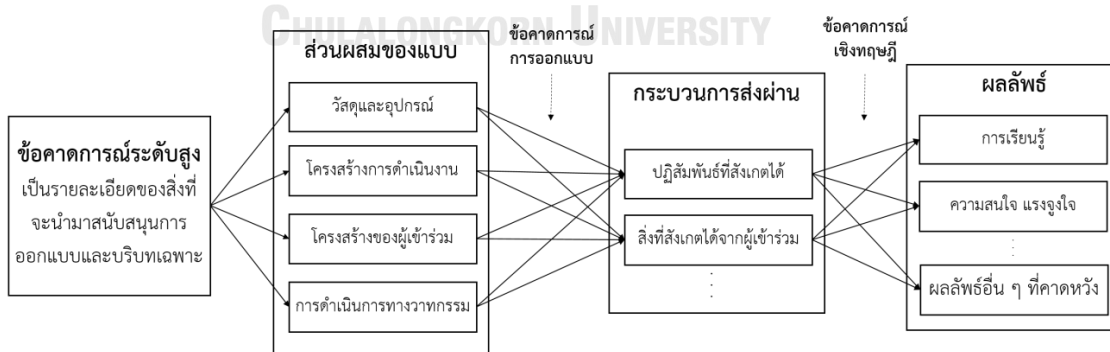 CHULALONGKORN UNIVERSITY
ข้อคาดการณ์ระดับสูง
เป็นรายละเอียดของสิ่งที่
จะนำมาสนับสนุนการ
ออกแบบและบริบทเฉพาะ
ส่วนผสมของแบบ
วัสดุและอุปกรณ์
โครงสร้างการดำเนินงาน
โครงสร้างของผู้เข้าร่วม
การดำเนินการทางวาทกรรม
ข้อคาดการณ์
การออกแบบ
กระบวนการส่งผ่าน
ปฏิสัมพันธ์ที่สังเกตได้
สิ่งที่สังเกตได้จากผู้เข้าร่วม
ข้อคาดการณ์
เชิงทฤษฎี
ผลลัพธ์
การเรียนรู้
ความสนใจ แรงจูงใจ
ผลลัพธ์อื่น ๆ ที่คาดหวัง